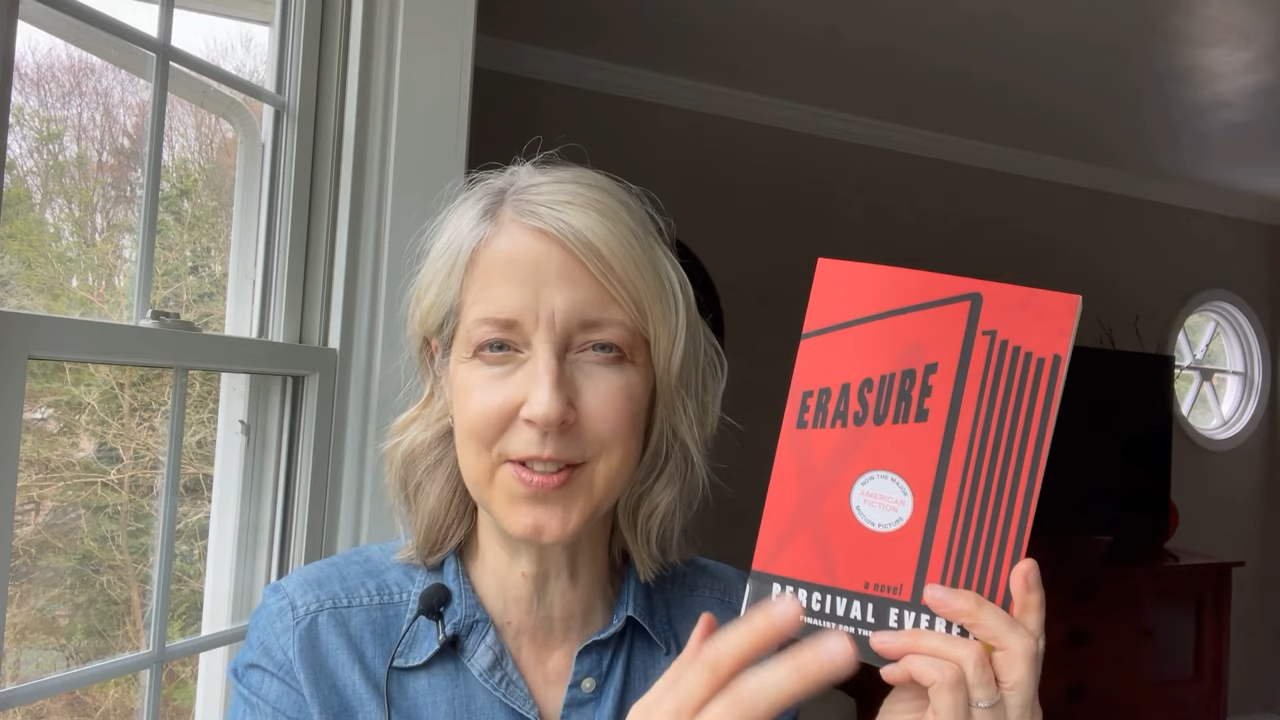 ERASURE
NOW THE MAJOR
AMERICAN
FICTION
MOTION PICTURE
a novel
PERCIVAL EVERE
FINALIST FOR THE